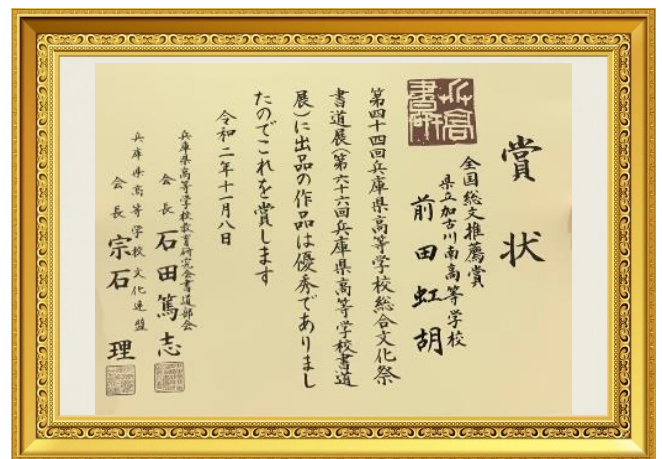 賞状
全国総文推薦賞
県立加古川南高等学校
前田虹胡
第四十四回兵庫県高等学校総合文化祭
書道展(第六十六回兵庫県高等学校書道
展)に出品の作品は優秀でありまし
たのでこれを賞します
令和二年十一月八日
兵庫県高等学校教育研究会書道部会
会長 石田篤志
兵庫県高等学校文化連盟
会長 宗石理